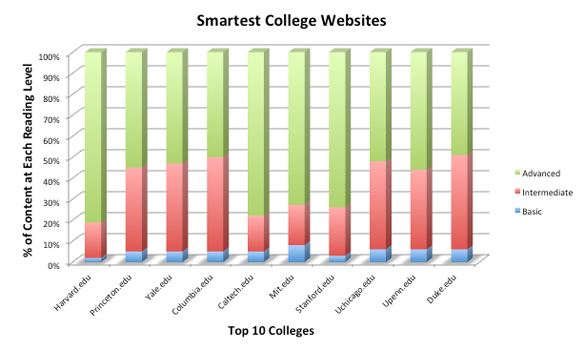 Smartest College Websites
% of Content at Each Reading Level
100%
90%
80%
70%
60%
50%
40%
30%
20%
10%
0%
Harvard.edu
Princeton.edu
Yale.edu
Columbia.edu
Caltech.edu
Mit.edu
Stanford.edu
Uchicago.edu
Upenn.edu
Duke.edu
Top 10 Colleges
Advanced
Intermediate
Basic